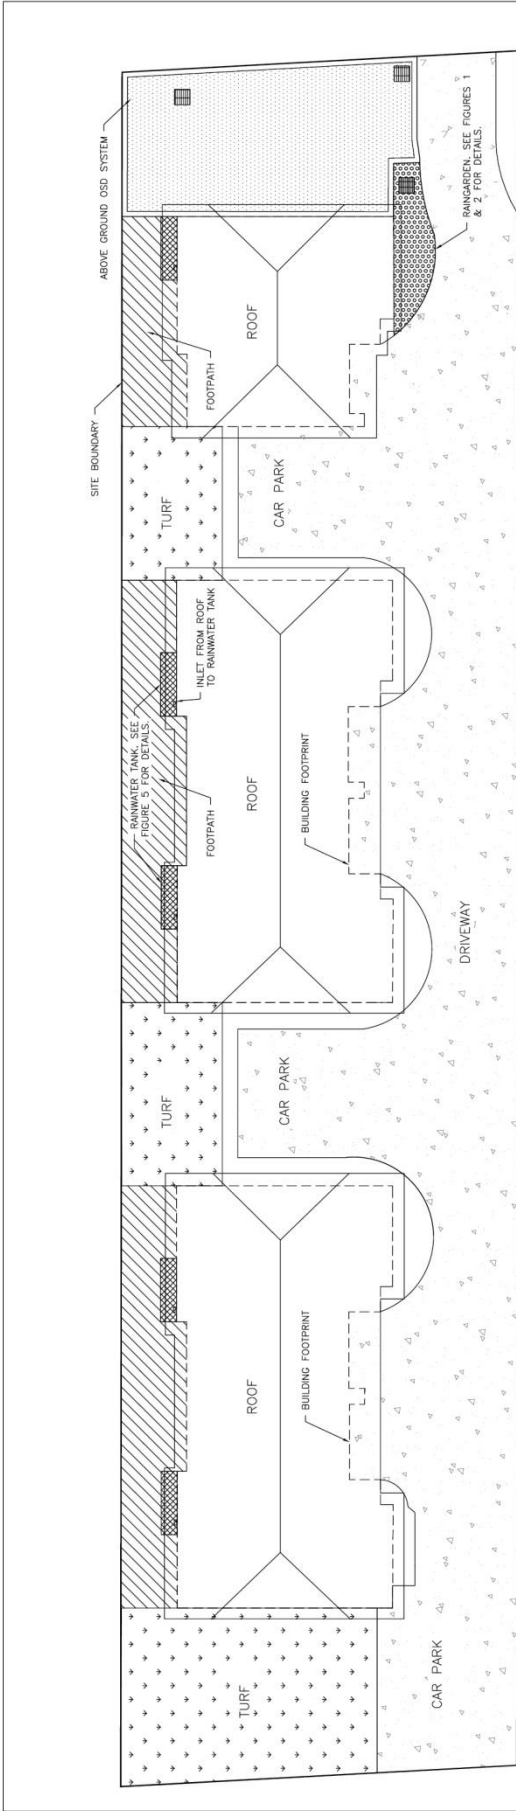 SITE BOUNDARY
ABOVE GROUND OSD SYSTEM
TURF
TURF
TURF
RAINWATER TANK. SEE
FIGURE 5 FOR DETAILS.
FOOTPATH
FOOTPATH
INLET FROM ROOF
TO RAINWATER TANK
ROOF
ROOF
ROOF
BUILDING FOOTPRINT
BUILDING FOOTPRINT
CAR PARK
CAR PARK
CAR PARK
DRIVEWAY
RAINGARDEN. SEE FIGURES 1
& 2 FOR DETAILS.